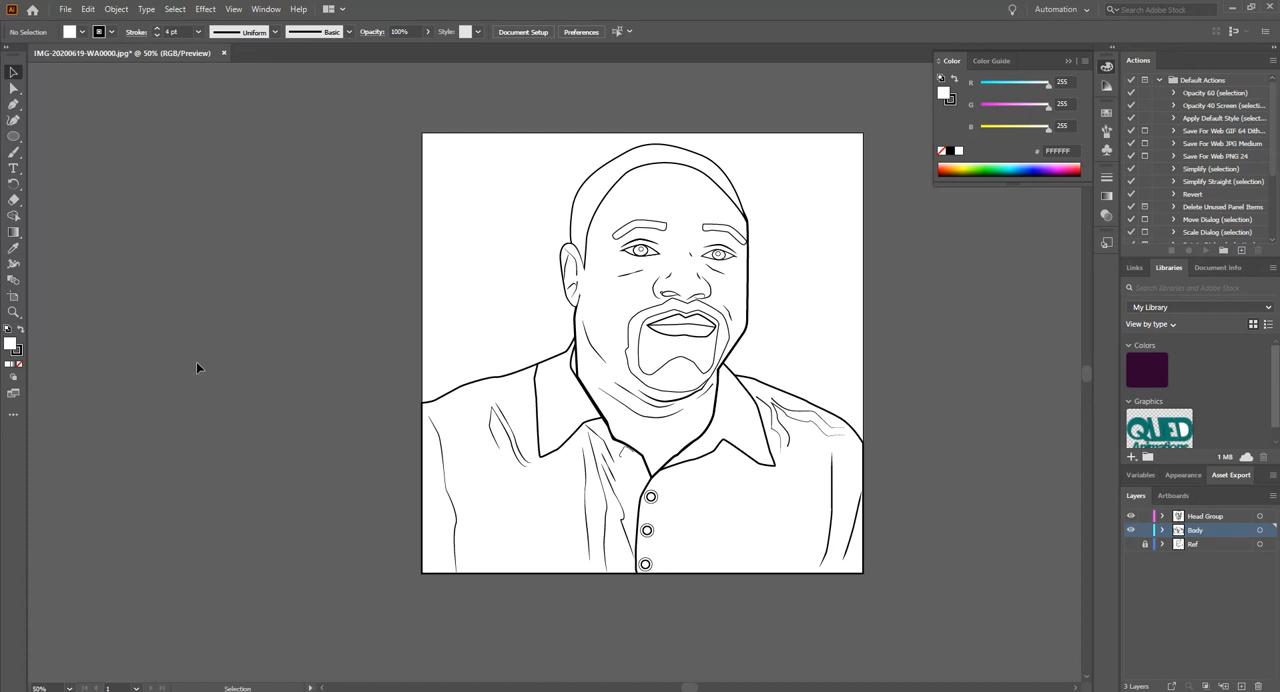 Ai File Edit Object Type Select Effect View Window Help Automation Search Adobe Stock
No Selection Stroke: 4 pt Uniform Basic Opacity: 100% Style: Document Setup Preferences
IMG-20200619-WA0000.jpg* @ 50% (RGB/Preview) ×
Color Color Guide
R 255
G 255
B 255
# FFFFFF
Actions
Default Actions
Opacity 60 (selection)
Opacity 40 Screen (selecti...
Apply Default Style (select...
Save For Web GIF 64 Dith...
Save For Web JPG Medium
Save For Web PNG 24
Simplify (selection)
Simplify Straight (selection)
Revert
Delete Unused Panel Items
Move Dialog (selection)
Scale Dialog (selection)
Links Libraries Document Info
Search libraries and Adobe Stock
My Library
View by type
Colors
Graphics
QUED
1 MB
Variables Appearance Asset Export
Layers Artboards
Head Group
Body
Ref
3 Layers
50% 1